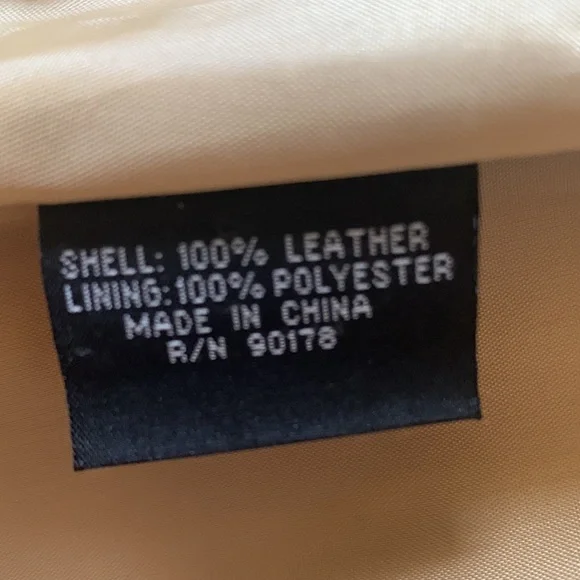 SHELL: 100% LEATHER
LINING:100% POLYESTER
MADE IN CHINA
R/N 90178